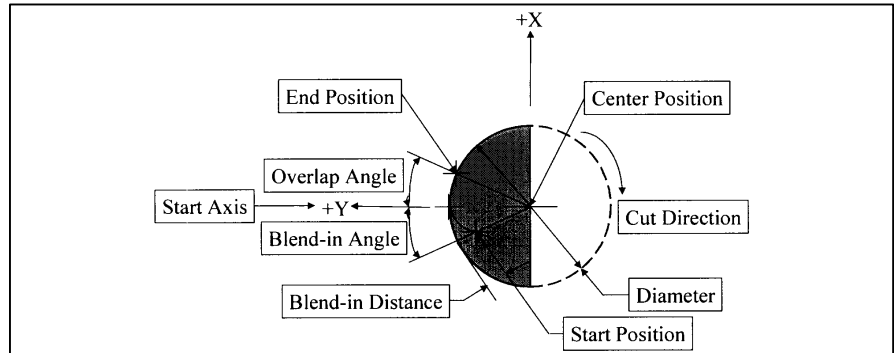 +X
End Position
Center Position
Overlap Angle
Start Axis
+Y
Cut Direction
Blend-in Angle
Blend-in Distance
Diameter
Start Position